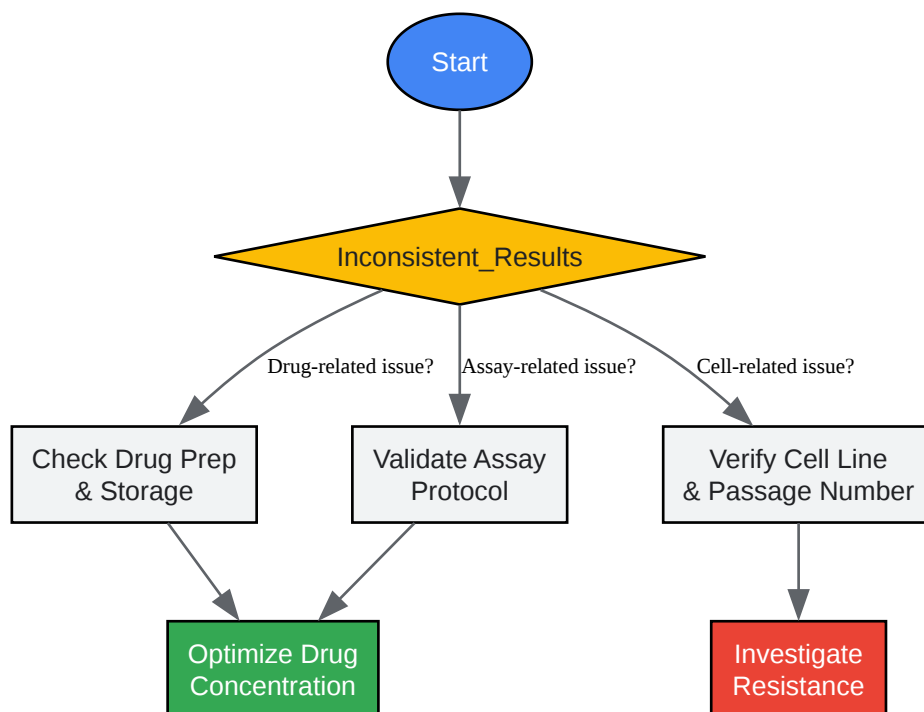 Start
Inconsistent_Results
Drug-related issue?
Assay-related issue?
Cell-related issue?
Check Drug Prep
& Storage
Validate Assay
Protocol
Verify Cell Line
& Passage Number
Optimize Drug
Concentration
Investigate
Resistance